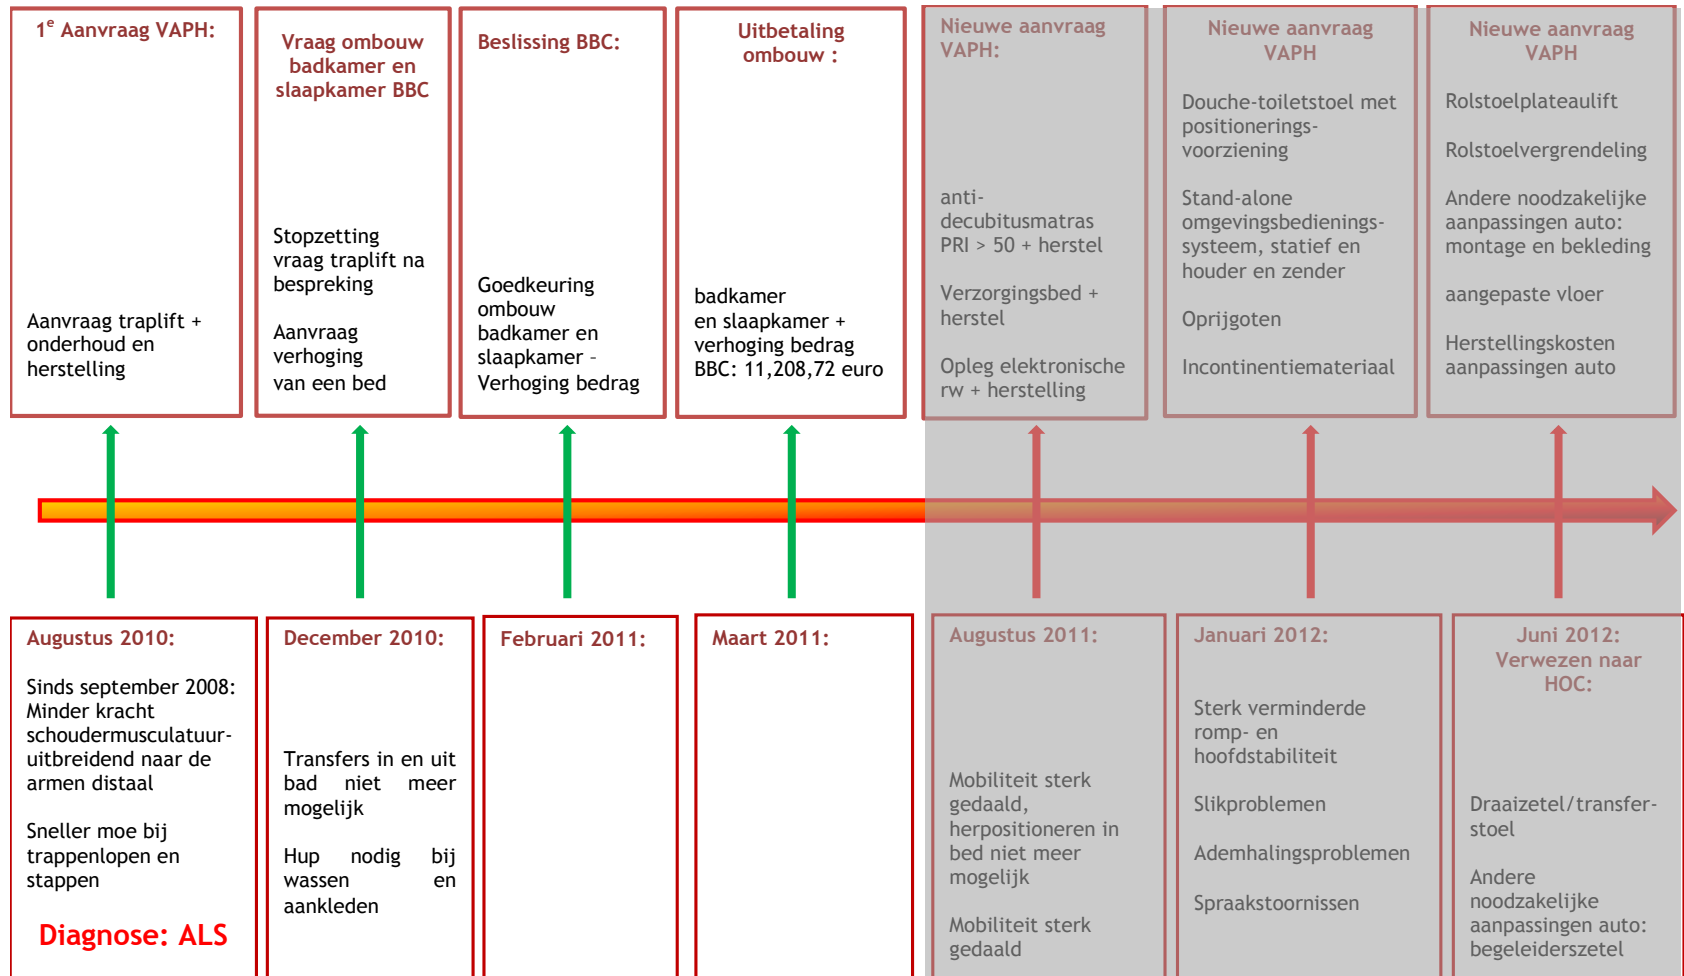 1e Aanvraag VAPH:
Aanvraag traplift +
onderhoud en
herstelling
Vraag ombouw
badkamer en
slaapkamer BBC
Stopzetting
vraag traplift na
bespreking
Aanvraag
verhoging
van een bed
Beslissing BBC:
Goedkeuring
ombouw
badkamer en
slaapkamer –
Verhoging bedrag
Uitbetaling
ombouw :
badkamer
en slaapkamer +
verhoging bedrag
BBC: 11,208,72 euro
Nieuwe aanvraag
VAPH:
anti-
decubitusmatras
PRI > 50 + herstel
Verzorgingsbed +
herstel
Opleg elektronische
rw + herstelling
Nieuwe aanvraag
VAPH
Douche-toiletstoel met
positionerings-
voorziening
Stand-alone
omgevingsbedienings-
systeem, statief en
houder en zender
Oprijgoten
Incontinentiemateriaal
Nieuwe aanvraag
VAPH
Rolstoelplateaulift
Rolstoelvergrendeling
Andere noodzakelijke
aanpassingen auto:
montage en bekleding
aangepaste vloer
Herstellingskosten
aanpassingen auto
Augustus 2010:
Sinds september 2008:
Minder kracht
schoudermusculatuur-
uitbreidend naar de
armen distaal
Sneller moe bij
trappenlopen en
stappen
Diagnose: ALS
December 2010:
Transfers in en uit
bad niet meer
mogelijk
Hup nodig bij
wassen en
aankleden
Februari 2011:
Maart 2011:
Augustus 2011:
Mobiliteit sterk
gedaald,
herpositioneren in
bed niet meer
mogelijk
Mobiliteit sterk
gedaald
Januari 2012:
Sterk verminderde
romp- en
hoofdstabiliteit
Slikproblemen
Ademhalingsproblemen
Spraakstoornissen
Juni 2012:
Verwezen naar
HOC:
Draaizetel/transfer-
stoel
Andere
noodzakelijke
aanpassingen auto:
begeleiderszetel